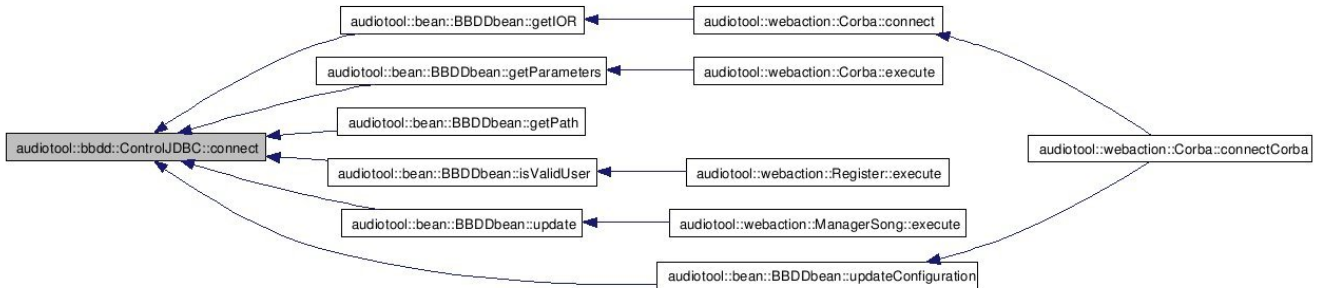 audiotool::bean::BBDDbean::getIOR
audiotool::webaction::Corba::connect
audiotool::bean::BBDDbean::getParameters
audiotool::webaction::Corba::execute
audiotool::bean::BBDDbean::getPath
audiotool::bbdd::ControlJDBC::connect
audiotool::webaction::Corba::connectCorba
audiotool::bean::BBDDbean::isValidUser
audiotool::webaction::Register::execute
audiotool::bean::BBDDbean::update
audiotool::webaction::ManagerSong::execute
audiotool::bean::BBDDbean::updateConfiguration